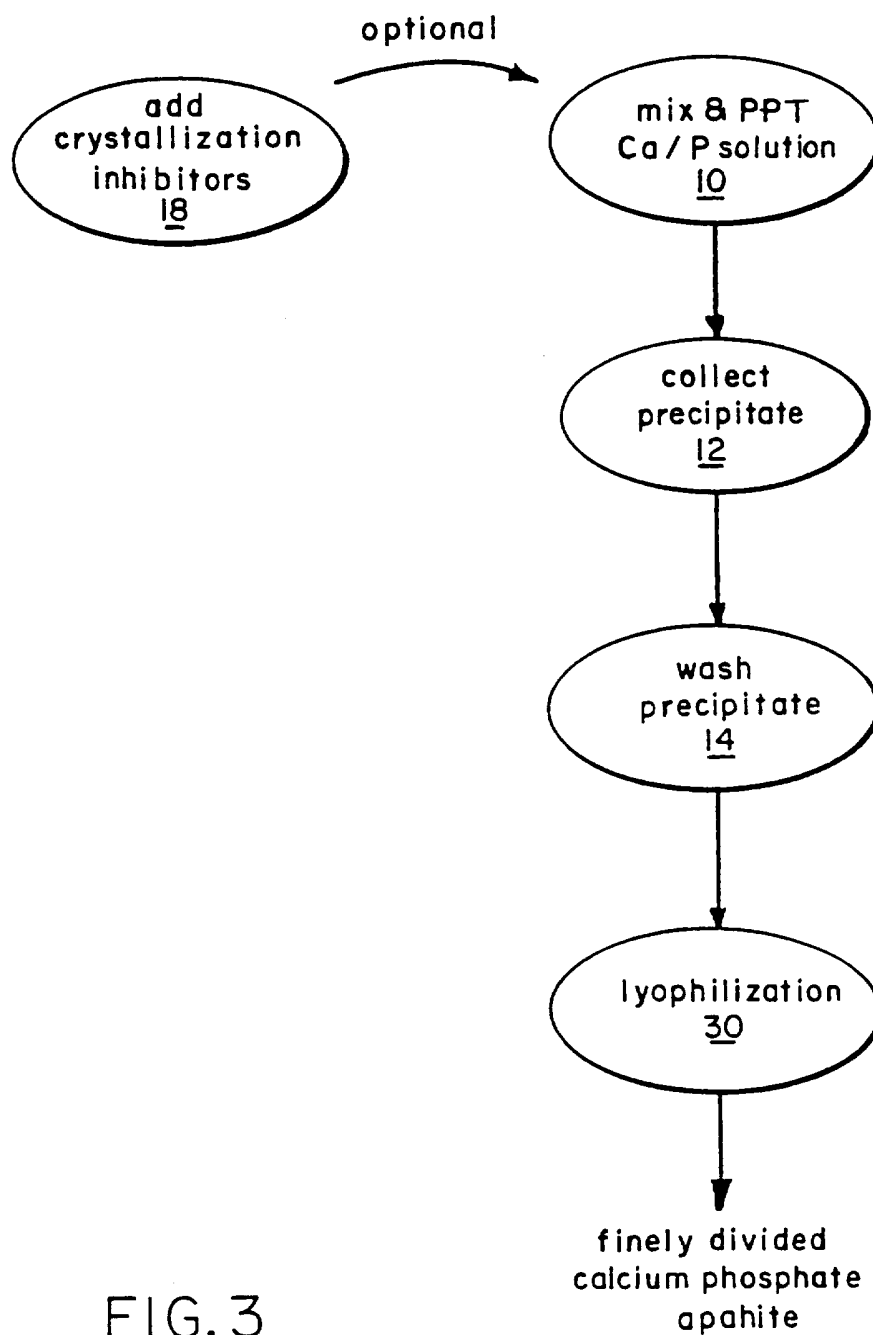 optional
add
crystallization
inhibitors
18
mix & PPT
Ca/P solution
10
collect
precipitate
12
wash
precipitate
14
lyophilization
30
finely divided
calcium phosphate
apahite
FIG. 3